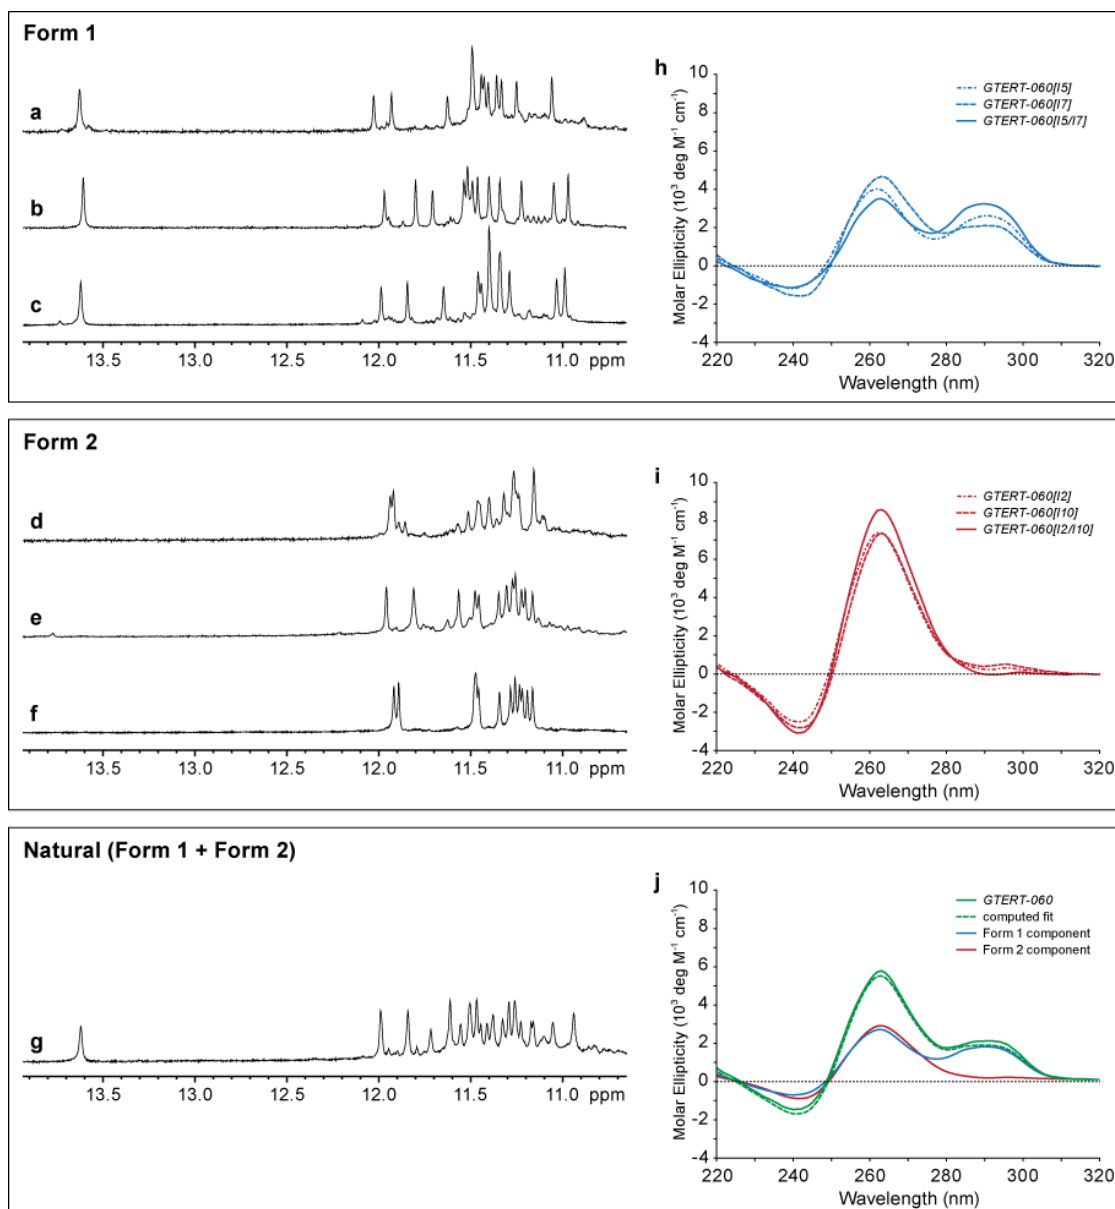 Form 1
a
b
c
13.5 13.0 12.5 12.0 11.5 11.0 ppm
h
GTERT-060[I5]
GTERT-060[I7]
GTERT-060[I5/I7]
Molar Ellipticity (10³ deg M⁻¹ cm⁻¹)
10
8
6
4
2
0
-2
-4
220 240 260 280 300 320
Wavelength (nm)
Form 2
d
e
f
13.5 13.0 12.5 12.0 11.5 11.0 ppm
i
GTERT-060[I2]
GTERT-060[I10]
GTERT-060[I2/I10]
Molar Ellipticity (10³ deg M⁻¹ cm⁻¹)
10
8
6
4
2
0
-2
-4
220 240 260 280 300 320
Wavelength (nm)
Natural (Form 1 + Form 2)
g
13.5 13.0 12.5 12.0 11.5 11.0 ppm
j
GTERT-060
computed fit
Form 1 component
Form 2 component
Molar Ellipticity (10³ deg M⁻¹ cm⁻¹)
10
8
6
4
2
0
-2
-4
220 240 260 280 300 320
Wavelength (nm)